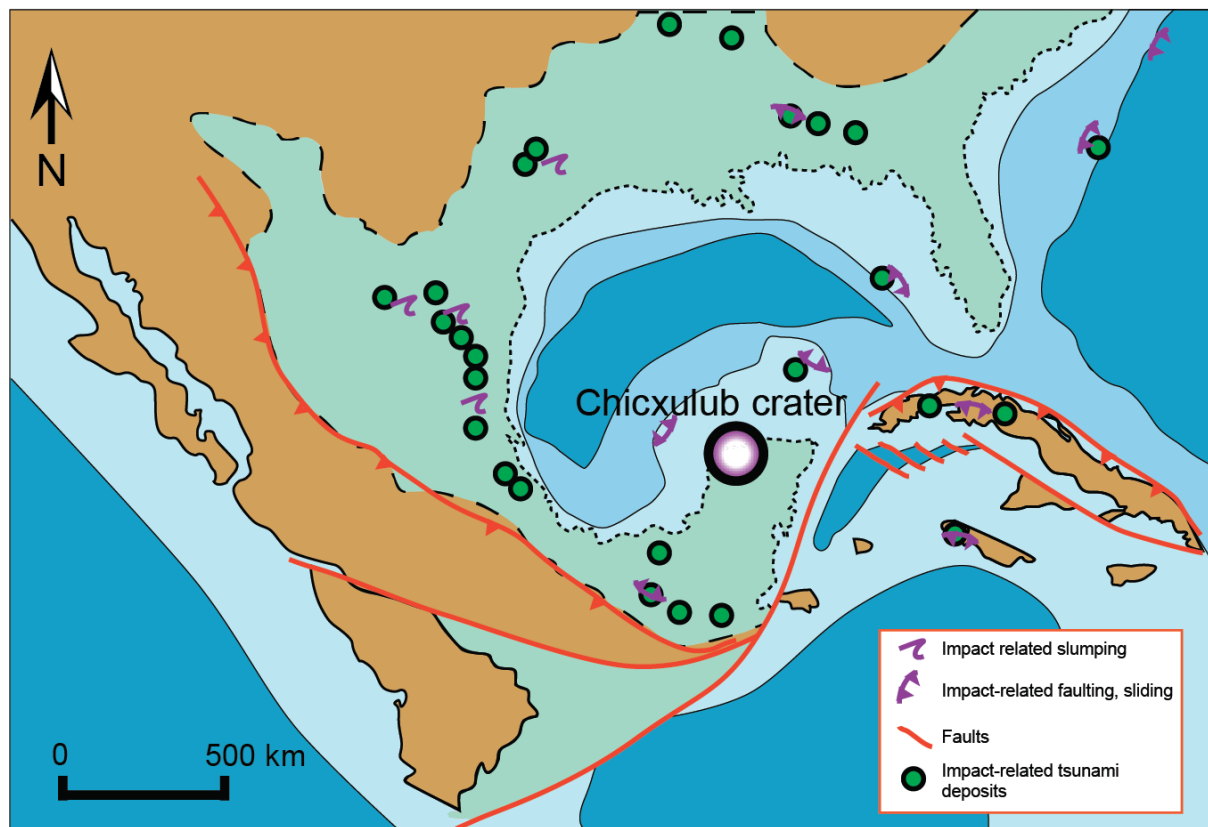 N
Chicxulub crater
0
500 km
Impact related slumping
Impact-related faulting, sliding
Faults
Impact-related tsunami
deposits